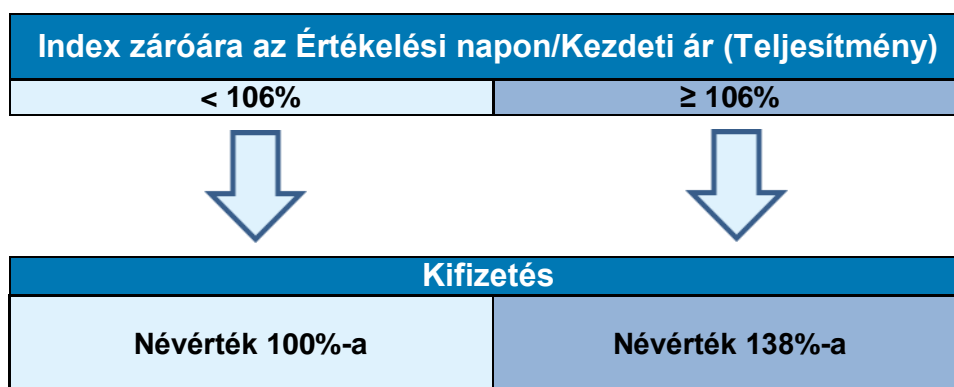 Index záróára az Értékelési napon/Kezdeti ár (Teljesítmény)
< 106%
≥ 106%
Kifizetés
Névérték 100%-a
Névérték 138%-a